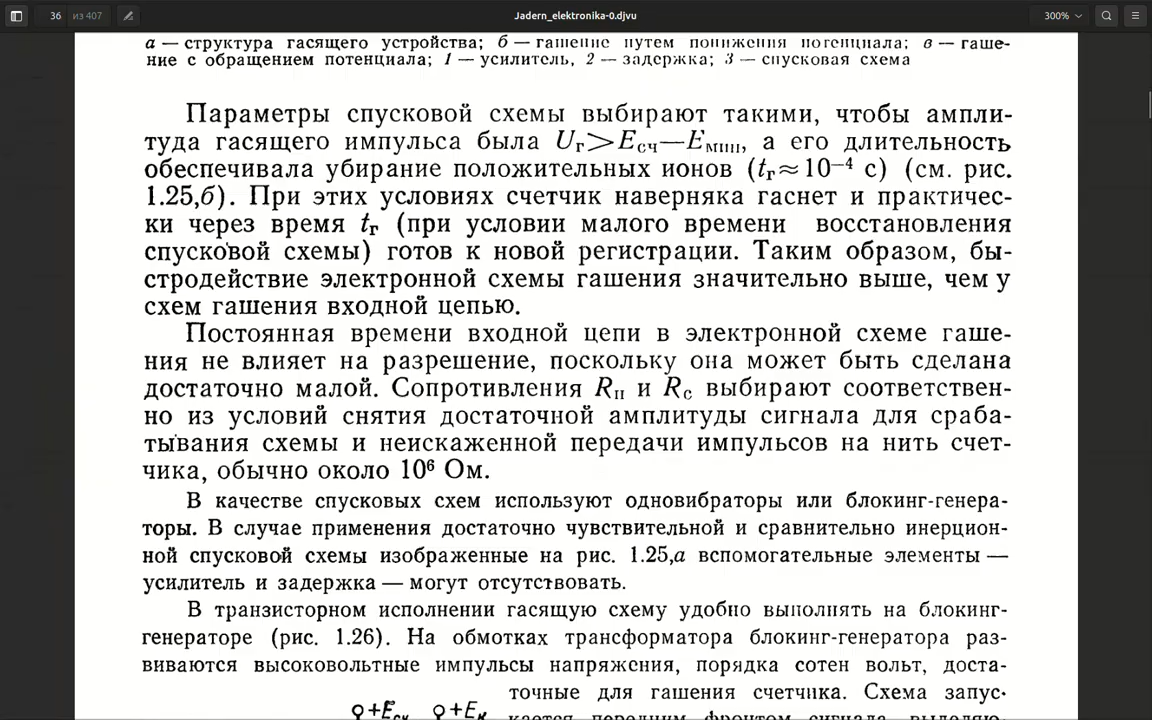 36 из 407
Jadern_elektronika-0.djvu
300%
а — структура гасящего устройства; б — гашение путем понижения потенциала; в — гаше-
ние с обращением потенциала; 1 — усилитель, 2 — задержка; 3 — спусковая схема
Параметры спусковой схемы выбирают такими, чтобы ампли-
туда гасящего импульса была Uг>Eсч—Eмин, а его длительность
обеспечивала убирание положительных ионов (tг≈10⁻⁴ с) (см. рис.
1.25,б). При этих условиях счетчик наверняка гаснет и практичес-
ки через время tг (при условии малого времени восстановления
спусковой схемы) готов к новой регистрации. Таким образом, бы-
стродействие электронной схемы гашения значительно выше, чем у
схем гашения входной цепью.
Постоянная времени входной цепи в электронной схеме гаше-
ния не влияет на разрешение, поскольку она может быть сделана
достаточно малой. Сопротивления Rп и Rс выбирают соответствен-
но из условий снятия достаточной амплитуды сигнала для сраба-
тывания схемы и неискаженной передачи импульсов на нить счет-
чика, обычно около 10⁶ Ом.
В качестве спусковых схем используют одновибраторы или блокинг-генера-
торы. В случае применения достаточно чувствительной и сравнительно инерцион-
ной спусковой схемы изображенные на рис. 1.25,а вспомогательные элементы —
усилитель и задержка — могут отсутствовать.
В транзисторном исполнении гасящую схему удобно выполнять на блокинг-
генераторе (рис. 1.26). На обмотках трансформатора блокинг-генератора раз-
виваются высоковольтные импульсы напряжения, порядка сотен вольт, доста-
точные для гашения счетчика. Схема запус-
+Eсч +Eк кается передним фронтом сигнала, выделяю-